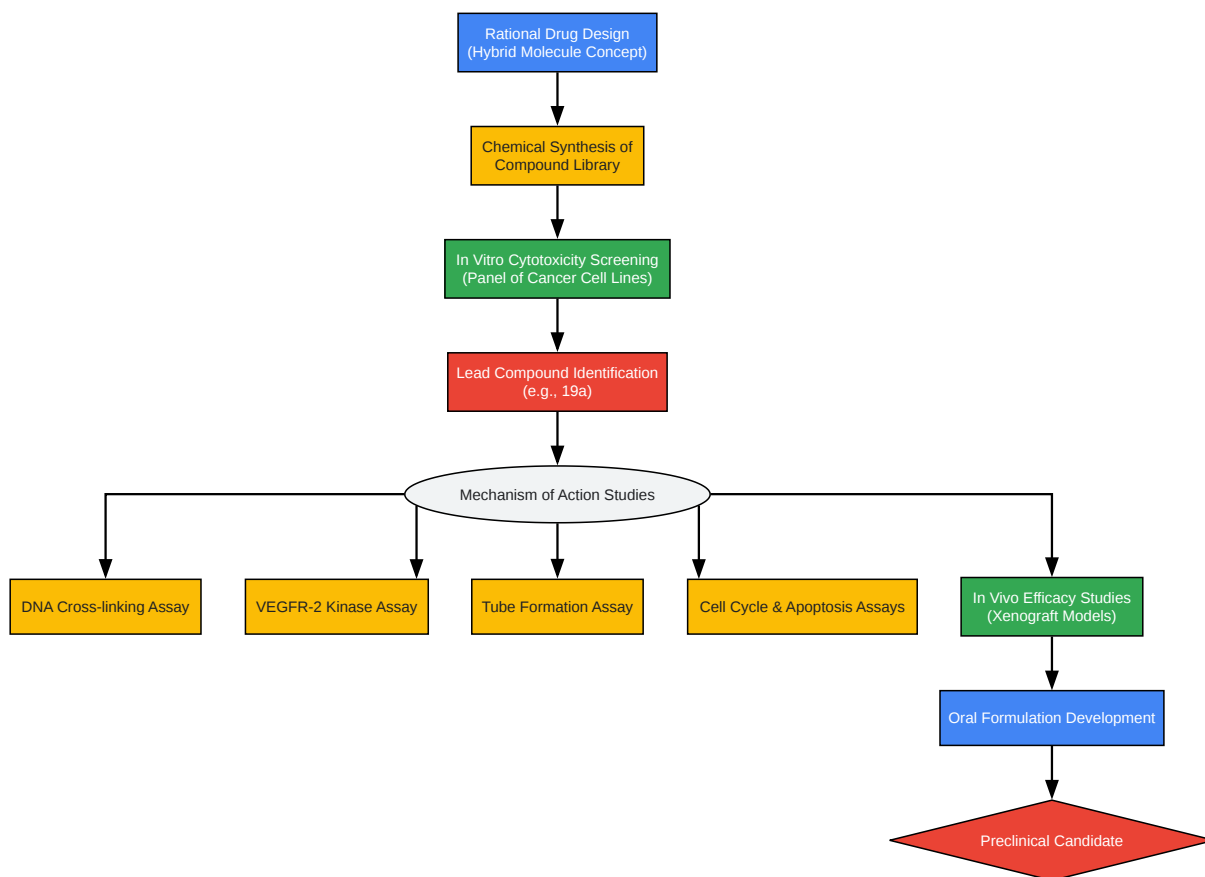 Rational Drug Design
(Hybrid Molecule Concept)
Chemical Synthesis of
Compound Library
In Vitro Cytotoxicity Screening
(Panel of Cancer Cell Lines)
Lead Compound Identification
(e.g., 19a)
Mechanism of Action Studies
DNA Cross-linking Assay
VEGFR-2 Kinase Assay
Tube Formation Assay
Cell Cycle & Apoptosis Assays
In Vivo Efficacy Studies
(Xenograft Models)
Oral Formulation Development
Preclinical Candidate